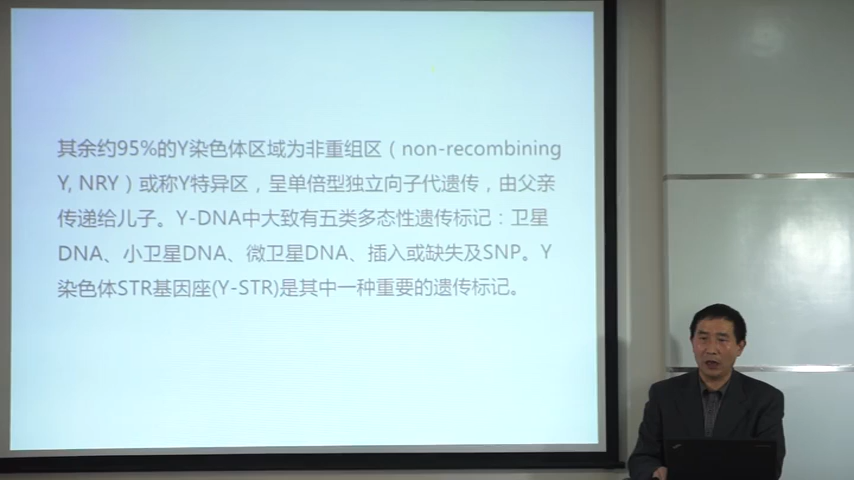 其余约95%的Y染色体区域为非重组区（non-recombining
Y, NRY）或称Y特异区，呈单倍型独立向子代遗传，由父亲
传递给儿子。Y-DNA中大致有五类多态性遗传标记：卫星
DNA、小卫星DNA、微卫星DNA、插入或缺失及SNP。Y
染色体STR基因座(Y-STR)是其中一种重要的遗传标记。